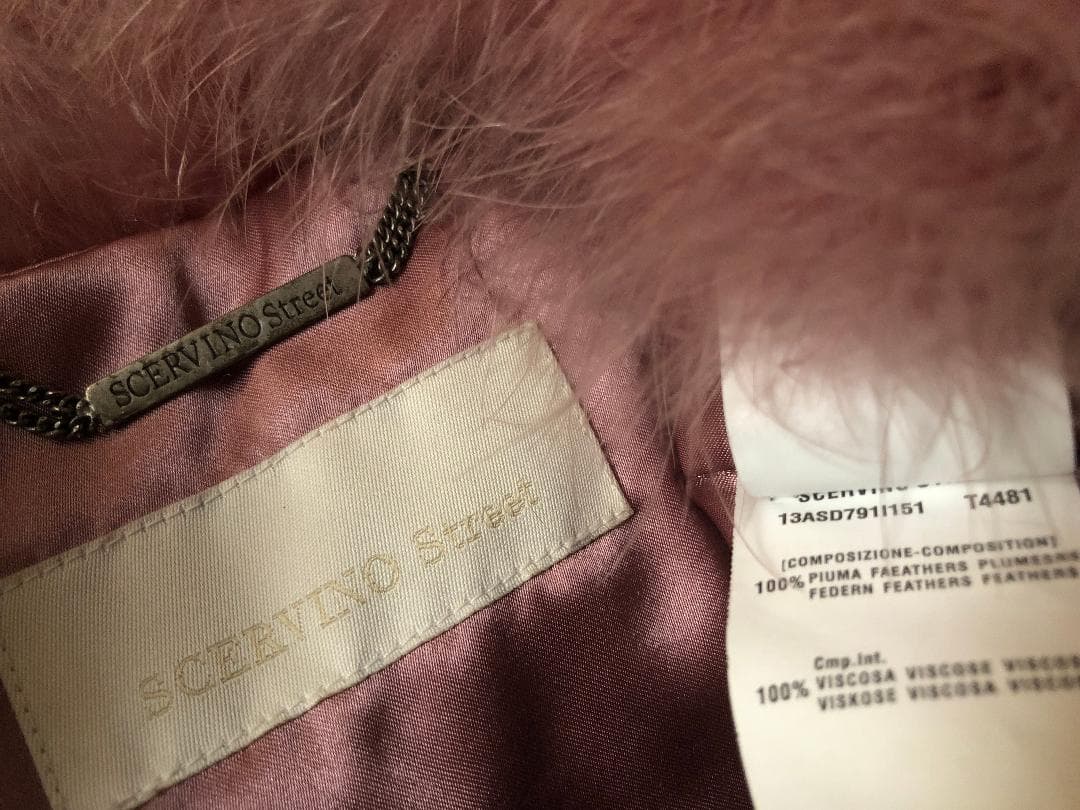 SCERVINO Street
SCERVINO Street
13ASD791I151 T4481
[COMPOSIZIONE-COMPOSITION]
100% PIUMA FAEATHERS PLUMES
FEDERN FEATHERS FEATHERS
Cmp.Int.
100% VISCOSA VISCOSE VISCOSE
VISKOSE VISCOSA VISCOSE